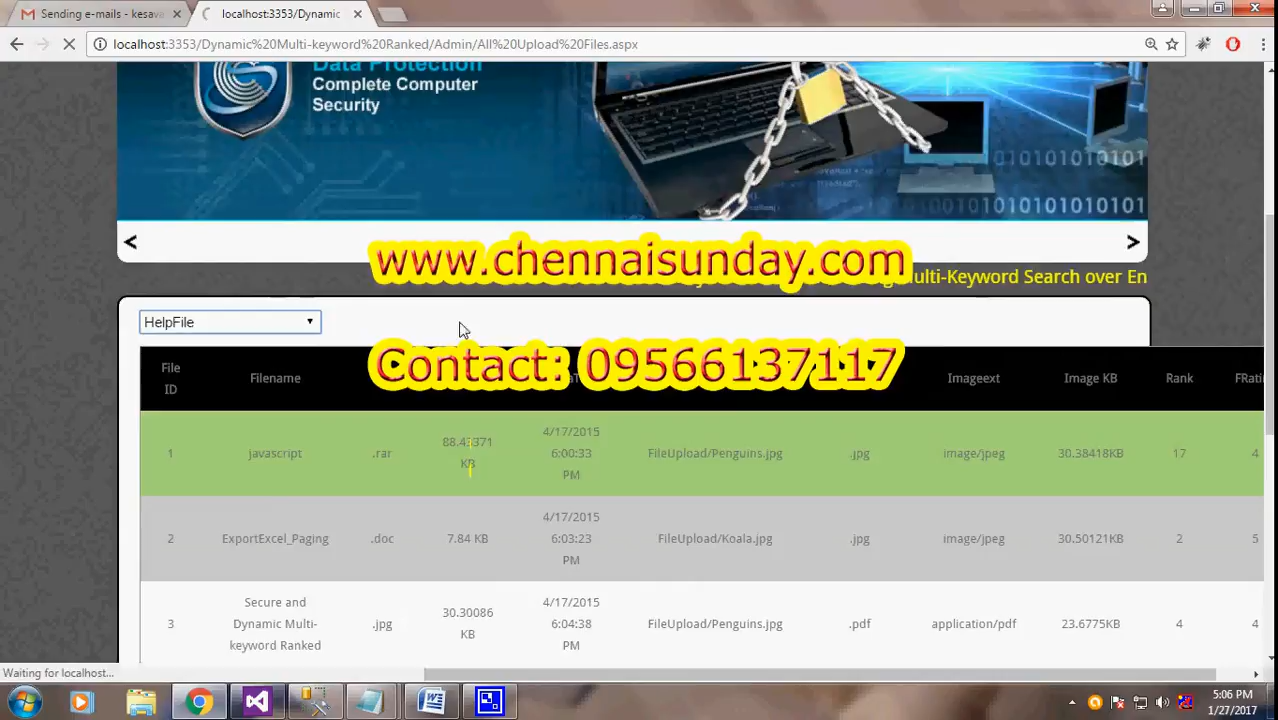 Sending e-mails - kesav
localhost:3353/Dynamic
localhost:3353/Dynamic%20Multi-keyword%20Ranked/Admin/All%20Upload%20Files.aspx
Data Protection
Complete Computer
Security
010110101
00101101
www.chennaisunday.com
Multi-Keyword Search over En
HelpFile
Contact: 09566137117
File ID Filename Imageext Image KB Rank FRatin
1 javascript .rar 88.43371 KB 4/17/2015 6:00:33 PM FileUpload/Penguins.jpg .jpg image/jpeg 30.38418KB 17 4
2 ExportExcel_Paging .doc 7.84 KB 4/17/2015 6:03:23 PM FileUpload/Koala.jpg .jpg image/jpeg 30.50121KB 2 5
3 Secure and Dynamic Multi-keyword Ranked .jpg 30.30086 KB 4/17/2015 6:04:38 PM FileUpload/Penguins.jpg .pdf application/pdf 23.6775KB 4 4
Waiting for localhost...
5:06 PM
1/27/2017